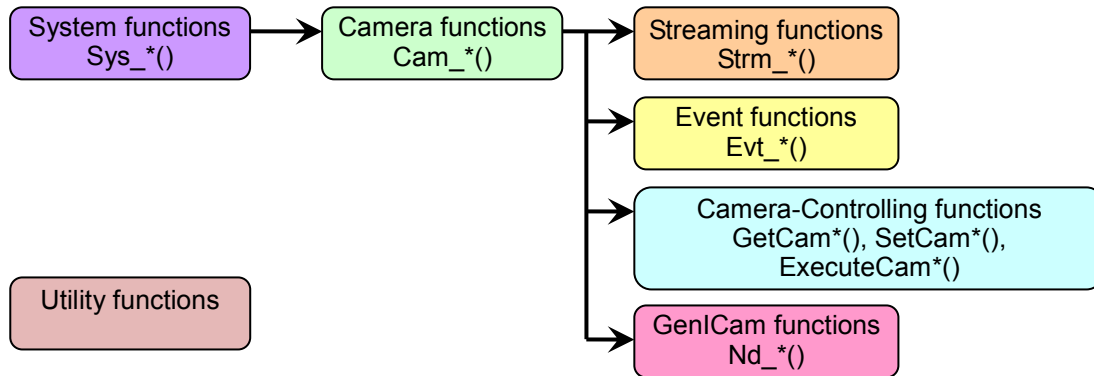 System functions
Sys_*()
Camera functions
Cam_*()
Streaming functions
Strm_*()
Event functions
Evt_*()
Camera-Controlling functions
GetCam*(), SetCam*(),
ExecuteCam*()
Utility functions
GenICam functions
Nd_*()